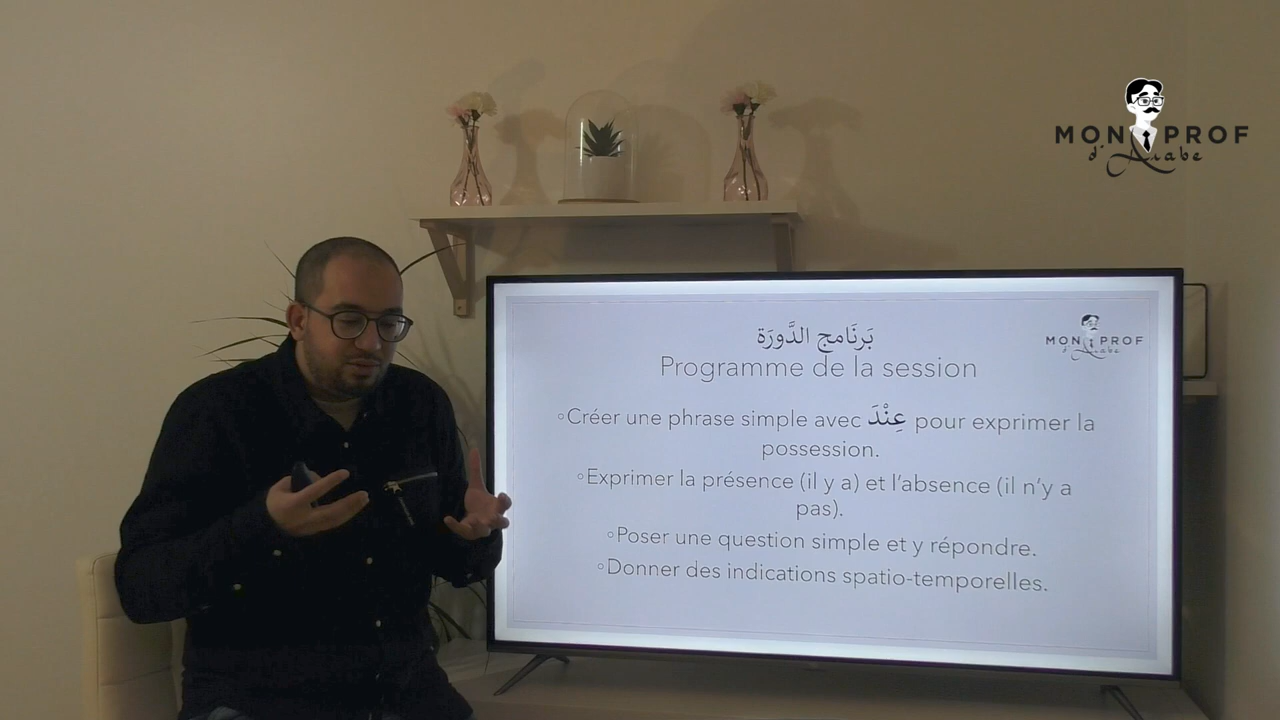 MON PROF
d'Arabe
بَرنَامج الدَّورَة
MON PROF
d'Arabe
Programme de la session
◦Créer une phrase simple avec عِنْدَ pour exprimer la
possession.
◦Exprimer la présence (il y a) et l'absence (il n'y a
pas).
◦Poser une question simple et y répondre.
◦Donner des indications spatio-temporelles.